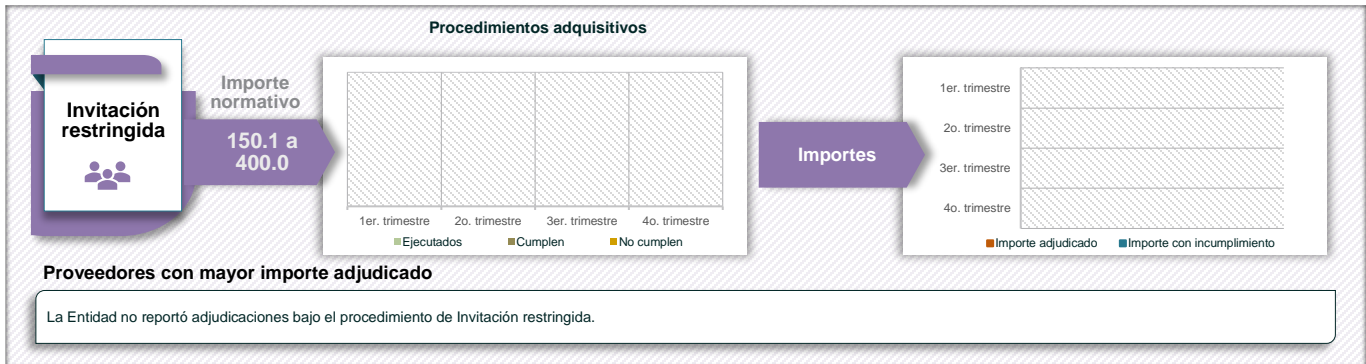 Procedimientos adquisitivos
Invitación
restringida
Importe
normativo
150.1 a
400.0
1er. trimestre
2o. trimestre
3er. trimestre
4o. trimestre
Ejecutados
Cumplen
No cumplen
Importes
1er. trimestre
2o. trimestre
3er. trimestre
4o. trimestre
Importe adjudicado
Importe con incumplimiento
Proveedores con mayor importe adjudicado
La Entidad no reportó adjudicaciones bajo el procedimiento de Invitación restringida.